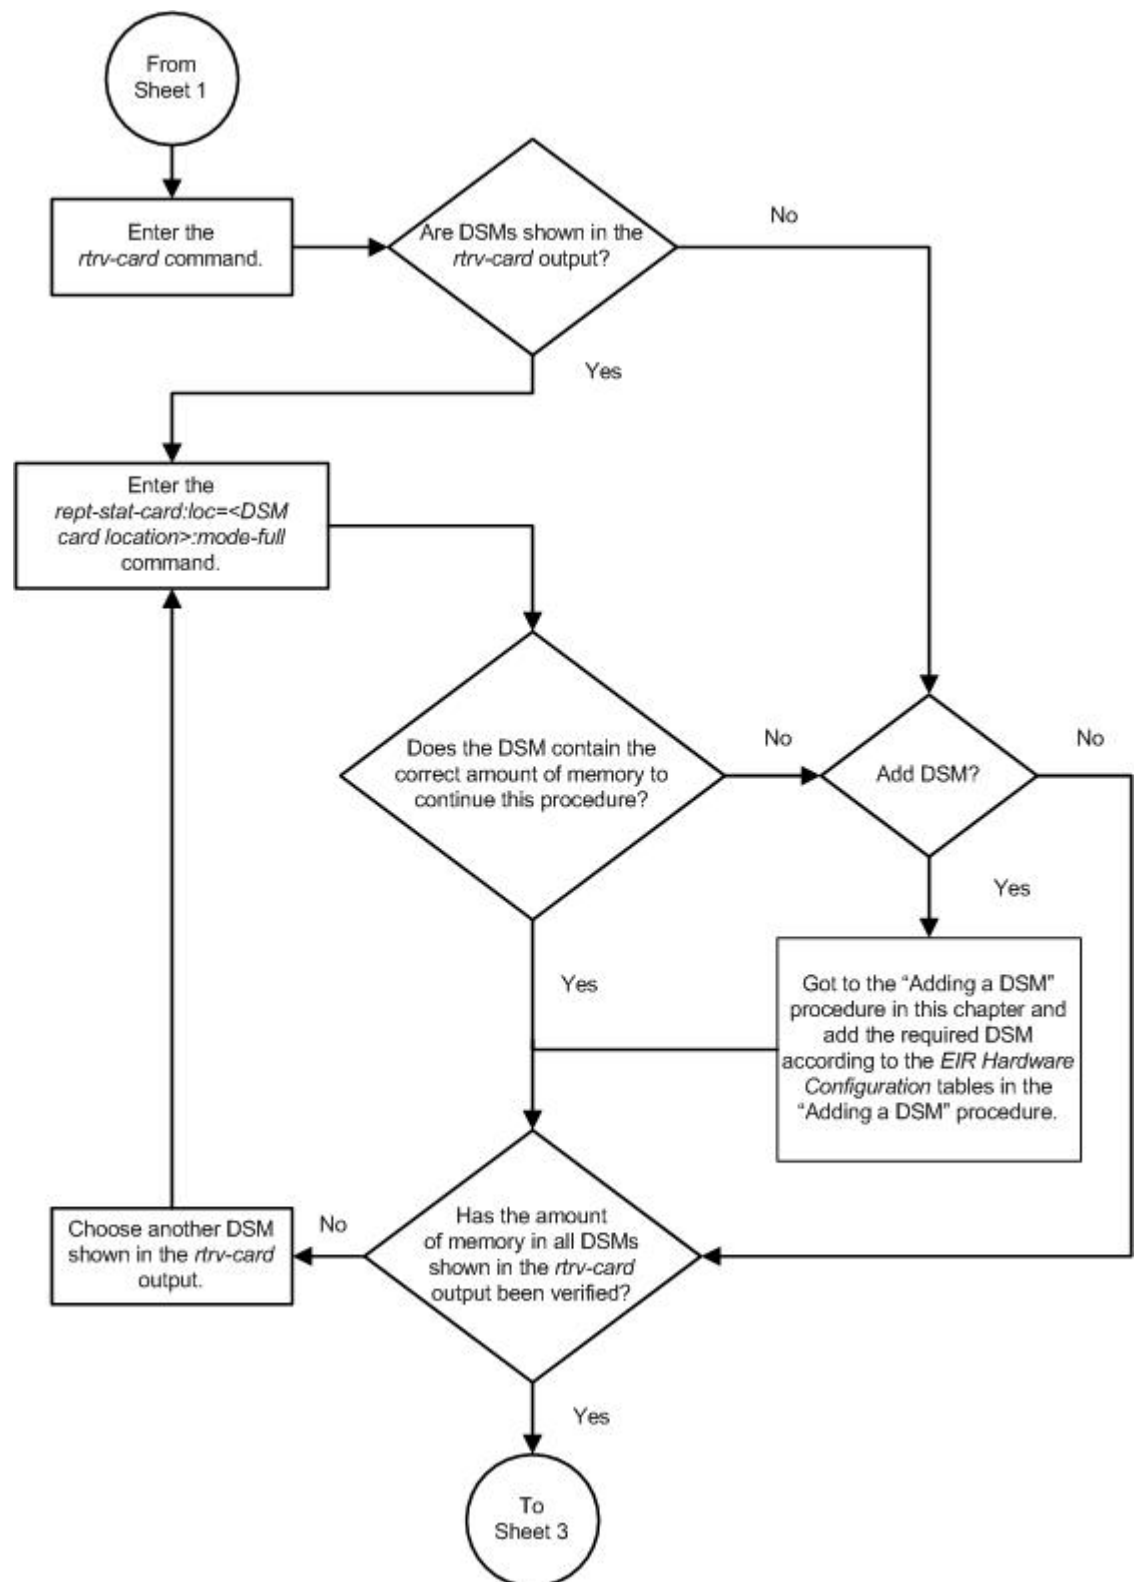 From
Sheet 1
Enter the
rtrv-card command.
Are DSMs shown in the
rtrv-card output?
No
Yes
Enter the
rept-stat-card:loc=<DSM
card location>:mode-full
command.
Does the DSM contain the
correct amount of memory to
continue this procedure?
No
Add DSM?
No
Yes
Yes
Got to the “Adding a DSM”
procedure in this chapter and
add the required DSM
according to the EIR Hardware
Configuration tables in the
“Adding a DSM” procedure.
Has the amount
of memory in all DSMs
shown in the rtrv-card
output been verified?
No
Choose another DSM
shown in the rtrv-card
output.
Yes
To
Sheet 3